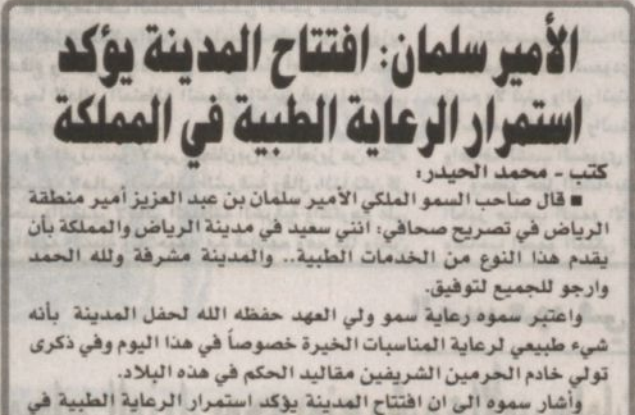 الأمير سلمان: افتتاح المدينة يؤكد
استمرار الرعاية الطبية في المملكة
كتب - محمد الحيدر:
■ قال صاحب السمو الملكي الأمير سلمان بن عبد العزيز أمير منطقة
الرياض في تصريح صحافي: انني سعيد في مدينة الرياض والمملكة بأن
يقدم هذا النوع من الخدمات الطبية.. والمدينة مشرفة ولله الحمد
وارجو للجميع لتوفيق.
واعتبر سموه رعاية سمو ولي العهد حفظه الله لحفل المدينة بأنه
شيء طبيعي لرعاية المناسبات الخيرة خصوصاً في هذا اليوم وفي ذكرى
تولي خادم الحرمين الشريفين مقاليد الحكم في هذه البلاد.
وأشار سموه الى ان افتتاح المدينة يؤكد استمرار الرعاية الطبية في